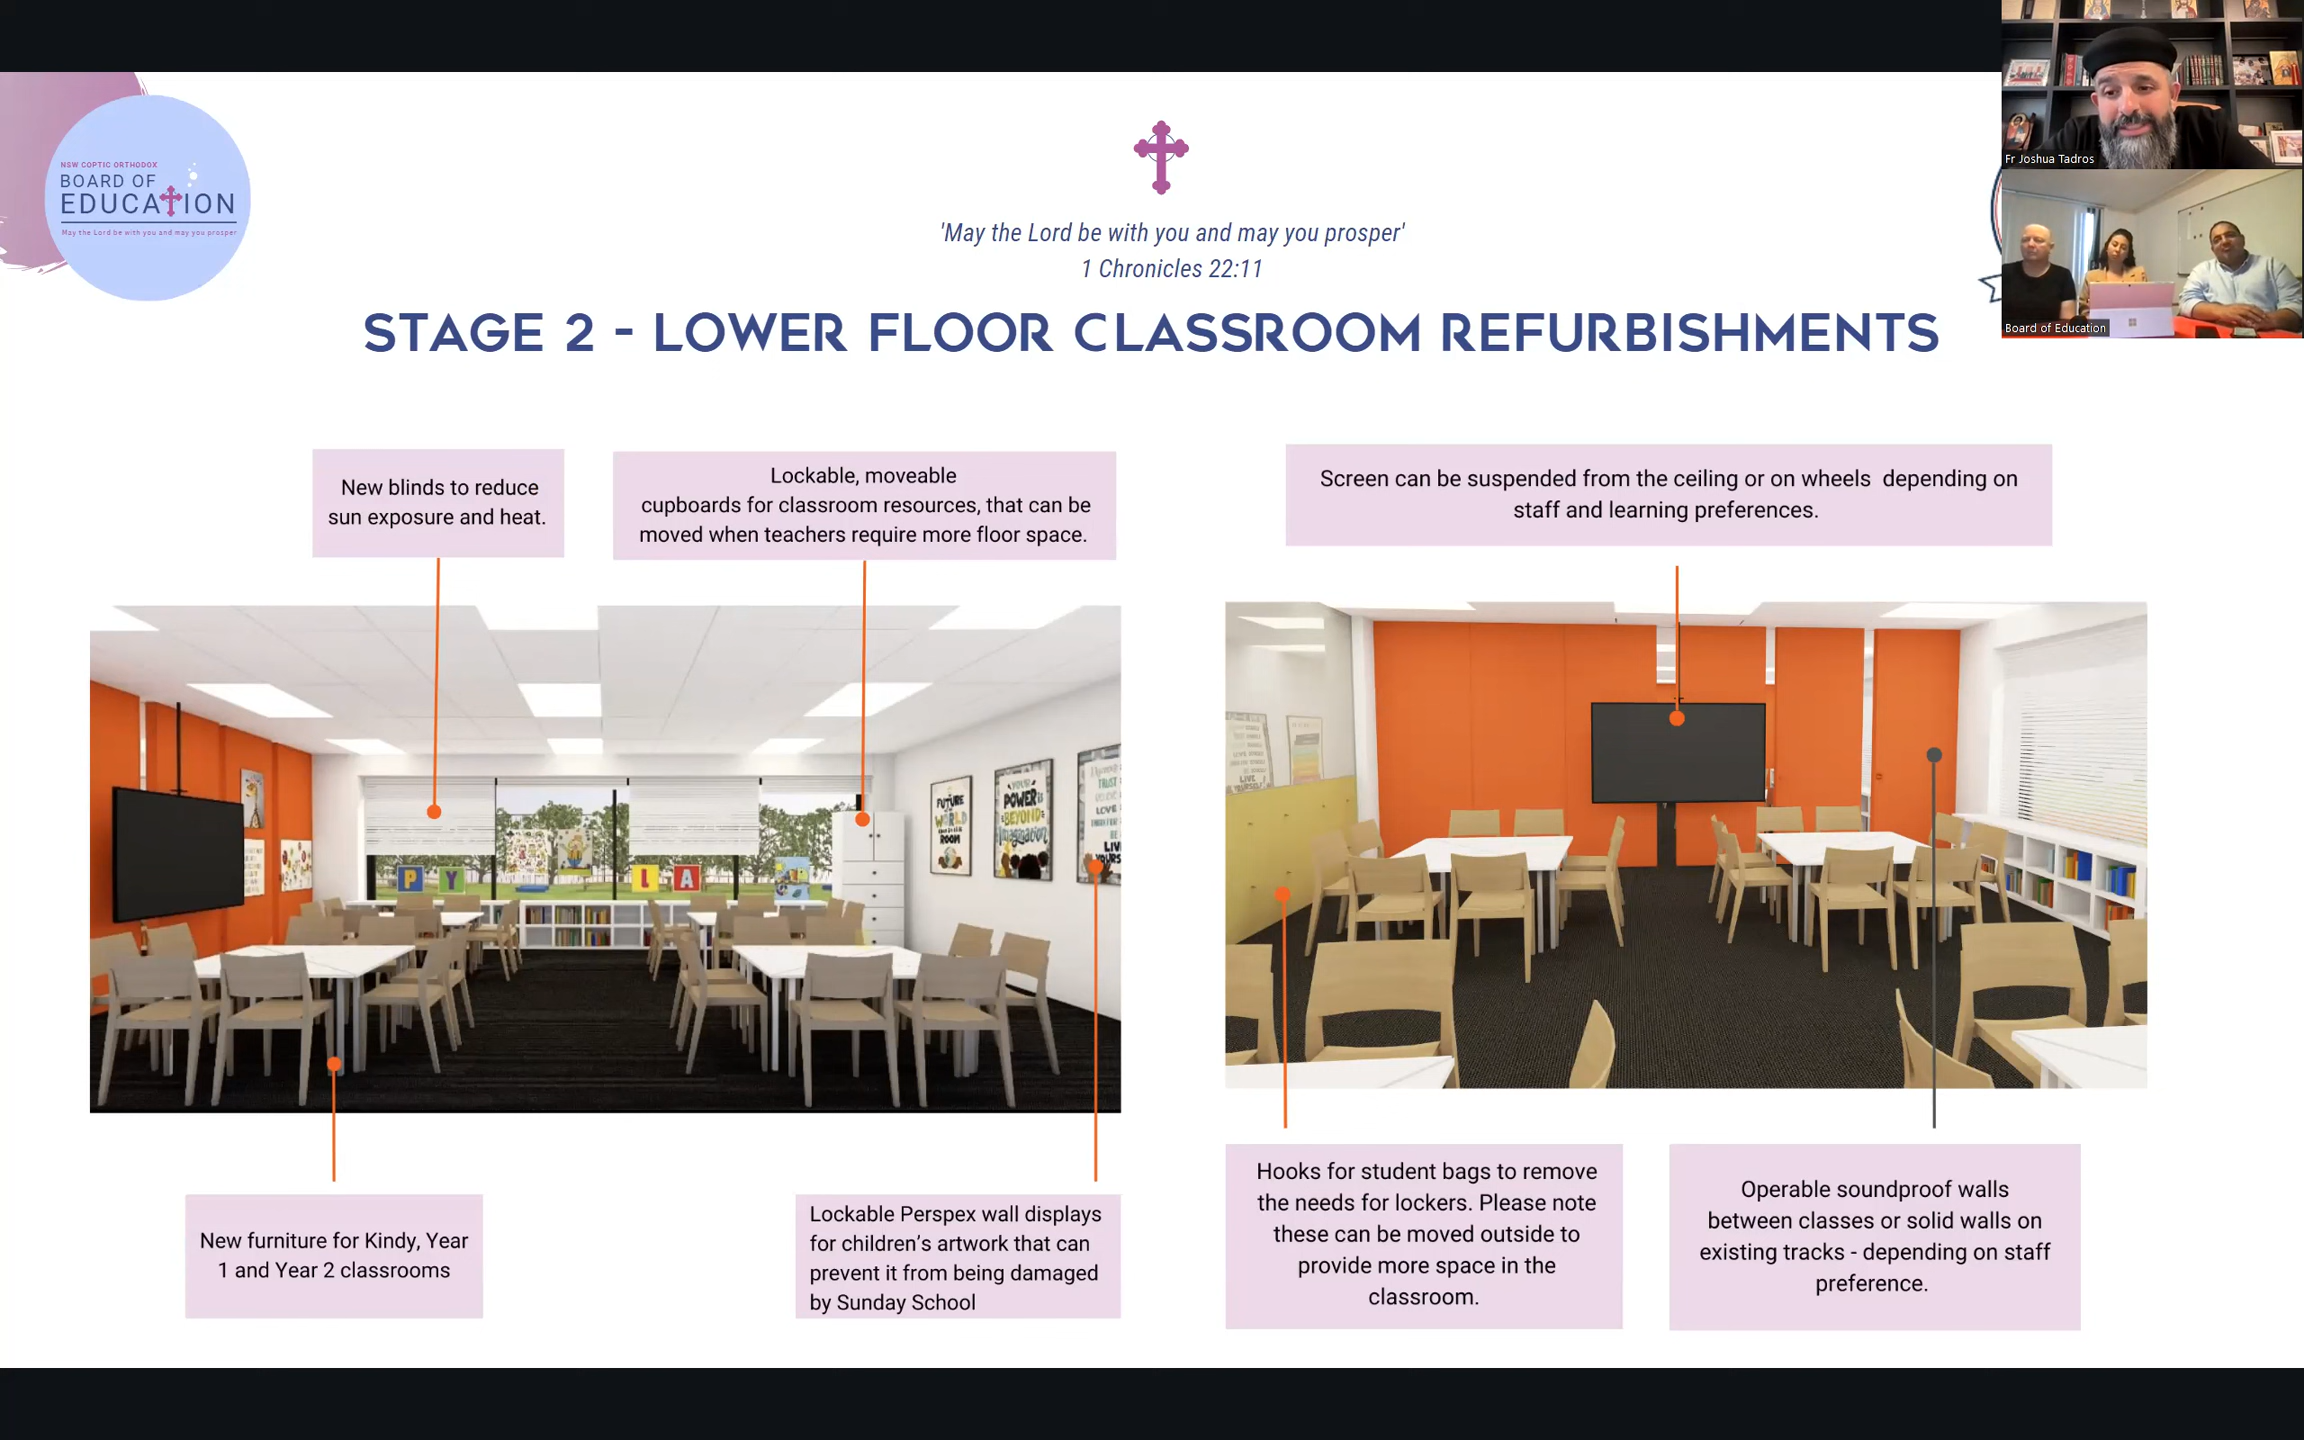 NSW COPTIC ORTHODOX
BOARD OF
EDUCATION
May the Lord be with you and may you prosper
'May the Lord be with you and may you prosper'
1 Chronicles 22:11
STAGE 2 - LOWER FLOOR CLASSROOM REFURBISHMENTS
Fr Joshua Tadros
Board of Education
New blinds to reduce
sun exposure and heat.
Lockable, moveable
cupboards for classroom resources, that can be
moved when teachers require more floor space.
Screen can be suspended from the ceiling or on wheels  depending on
staff and learning preferences.
P Y L A
FUTURE
WORLD
ROOM
YOUR
POWER is
BEYOND
Imagination
TRUST
LOVE
BE
LIVE
New furniture for Kindy, Year
1 and Year 2 classrooms
Lockable Perspex wall displays
for children’s artwork that can
prevent it from being damaged
by Sunday School
Hooks for student bags to remove
the needs for lockers. Please note
these can be moved outside to
provide more space in the
classroom.
Operable soundproof walls
between classes or solid walls on
existing tracks - depending on staff
preference.